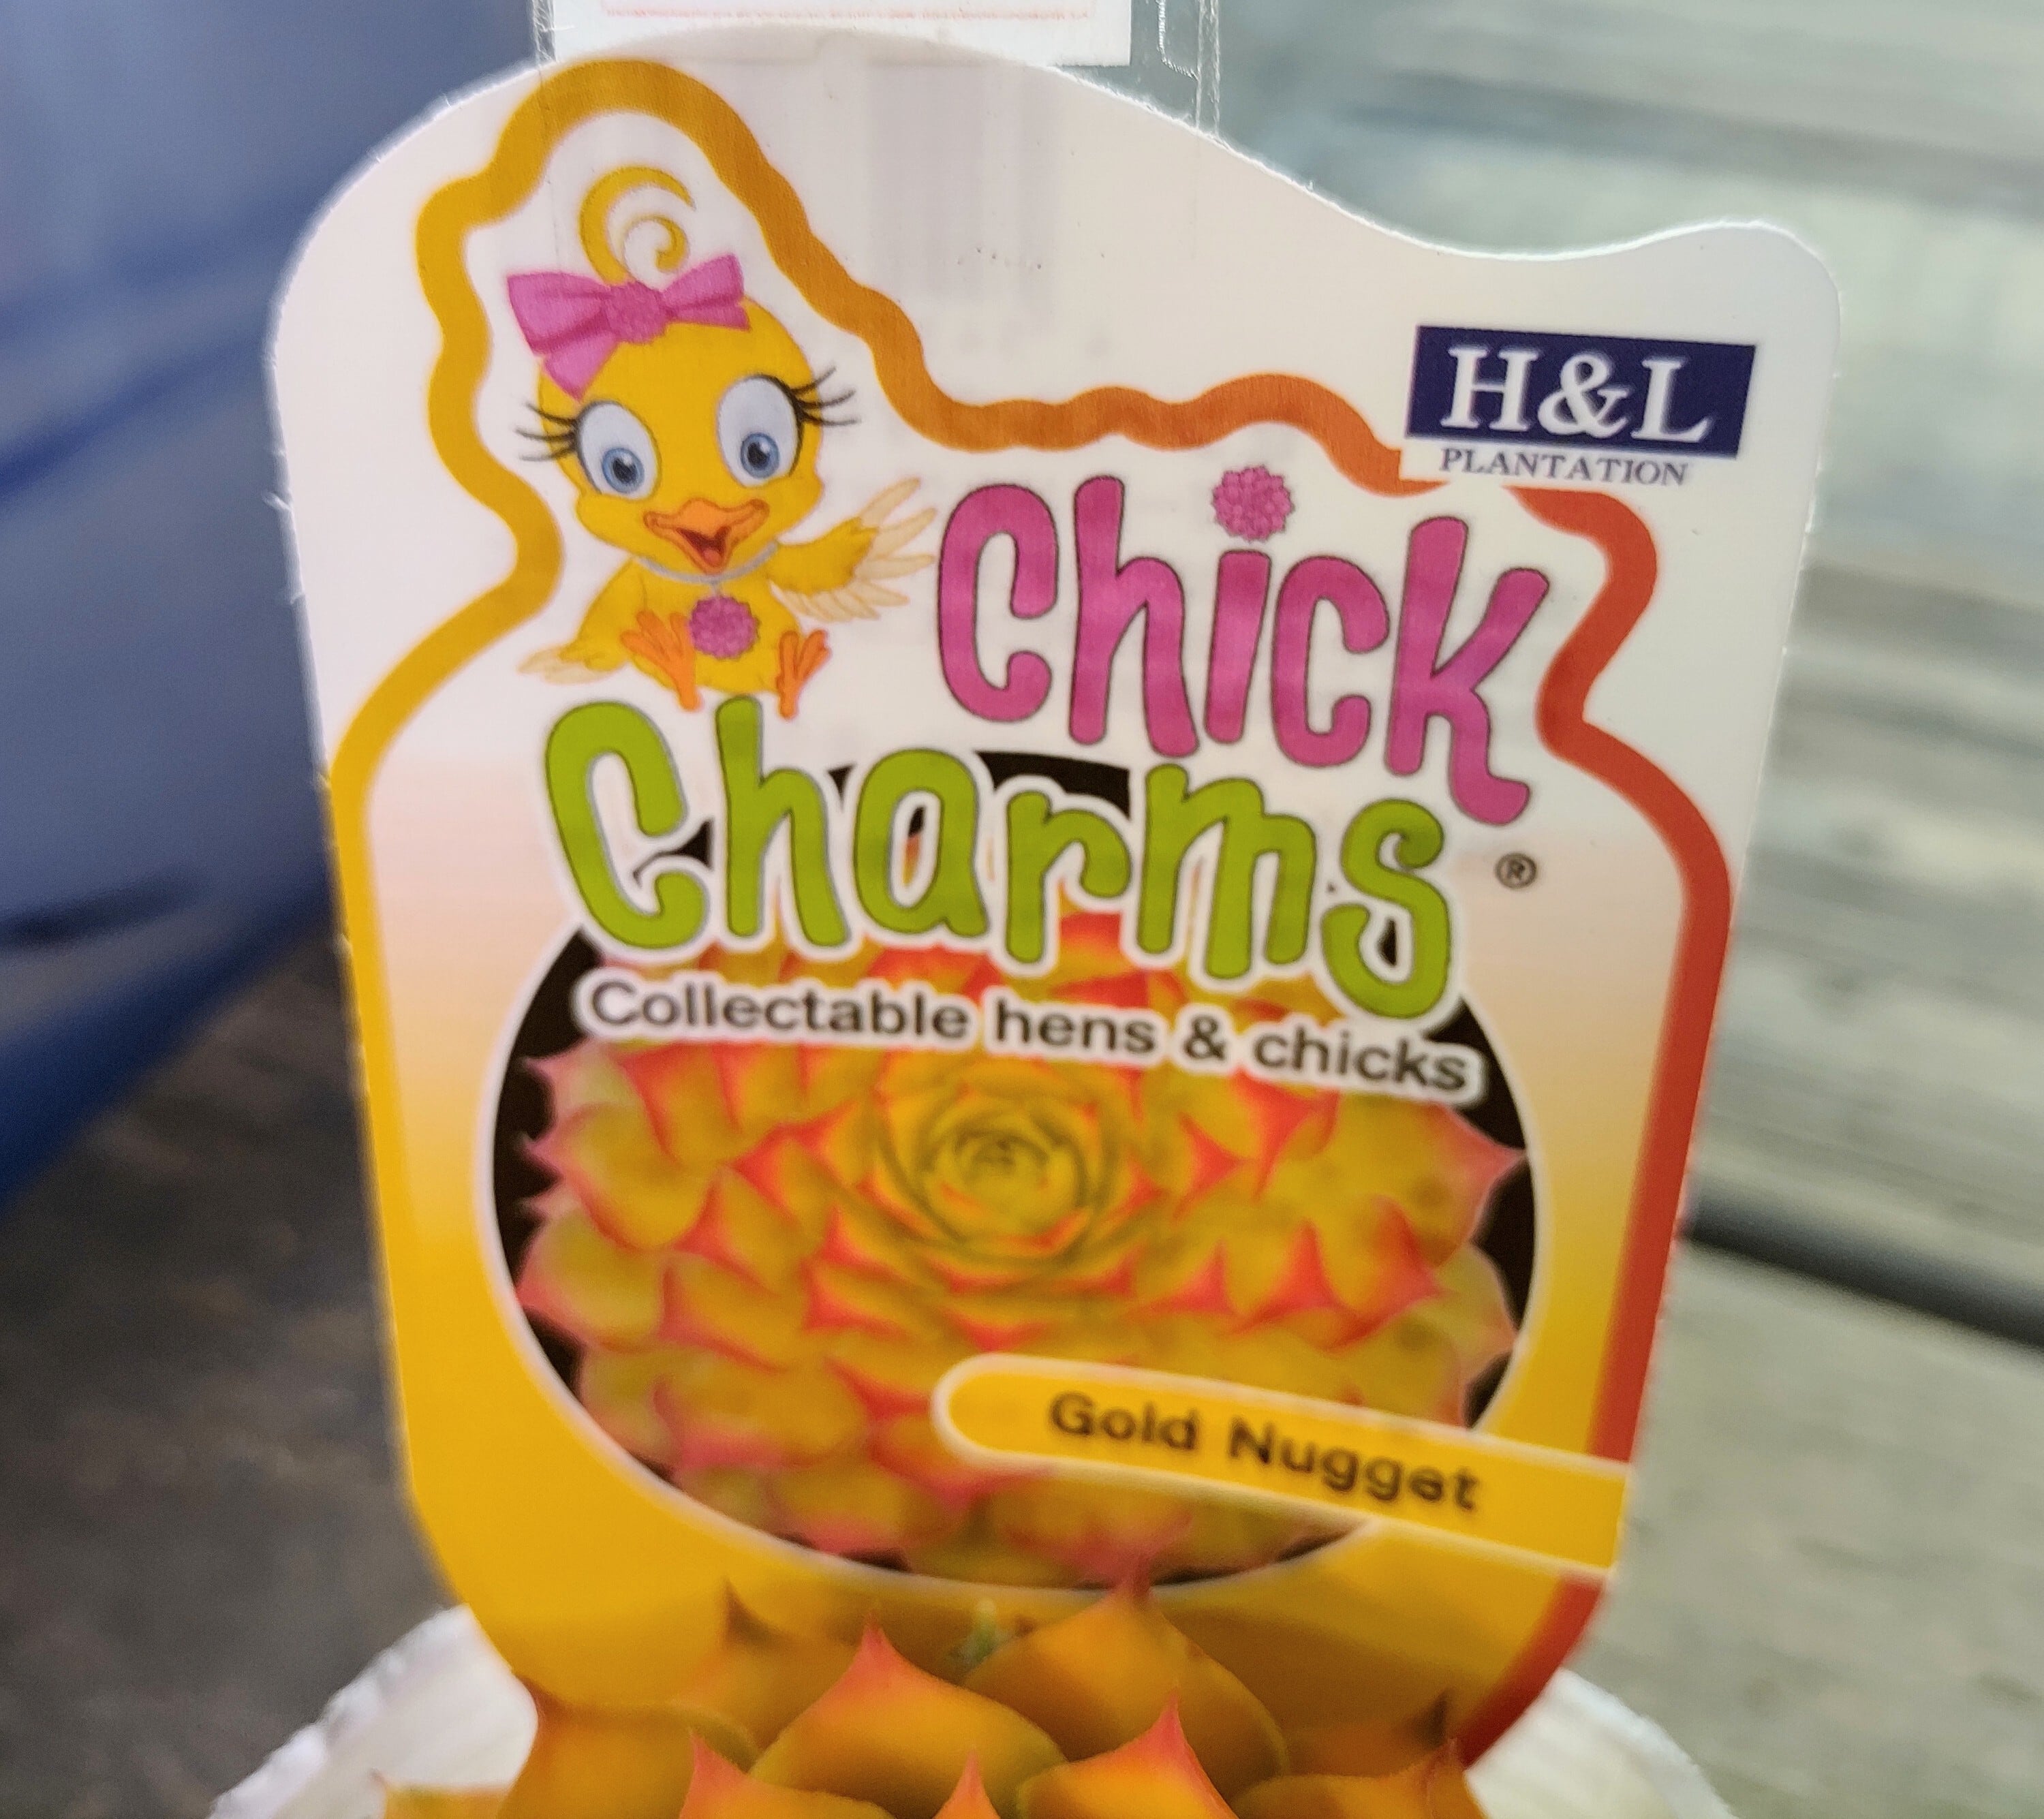 H&L
PLANTATION
Chick
Charms ®
Collectable hens & chicks
Gold Nugget